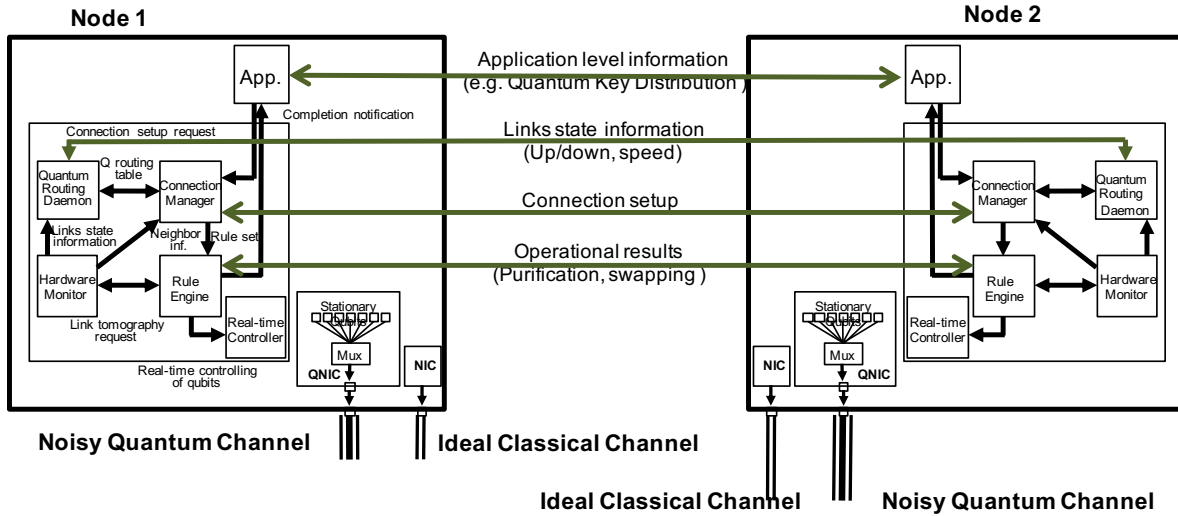 Node 1
Node 2
App.
Application level information
(e.g. Quantum Key Distribution )
App.
Completion notification
Connection setup request
Links state information
(Up/down, speed)
Quantum
Routing
Daemon
Q routing
table
Connection
Manager
Connection setup
Connection
Manager
Quantum
Routing
Daemon
Links state
information
Neighbor
inf.
Rule set
Operational results
(Purification, swapping )
Hardware
Monitor
Rule
Engine
Rule
Engine
Hardware
Monitor
Link tomography
request
Real-time
Controller
Real-time controlling
of qubits
Stationary
Qubits
Mux
QNIC
NIC
Real-time
Controller
Stationary
Qubits
Mux
QNIC
NIC
Noisy Quantum Channel
Ideal Classical Channel
Ideal Classical Channel
Noisy Quantum Channel